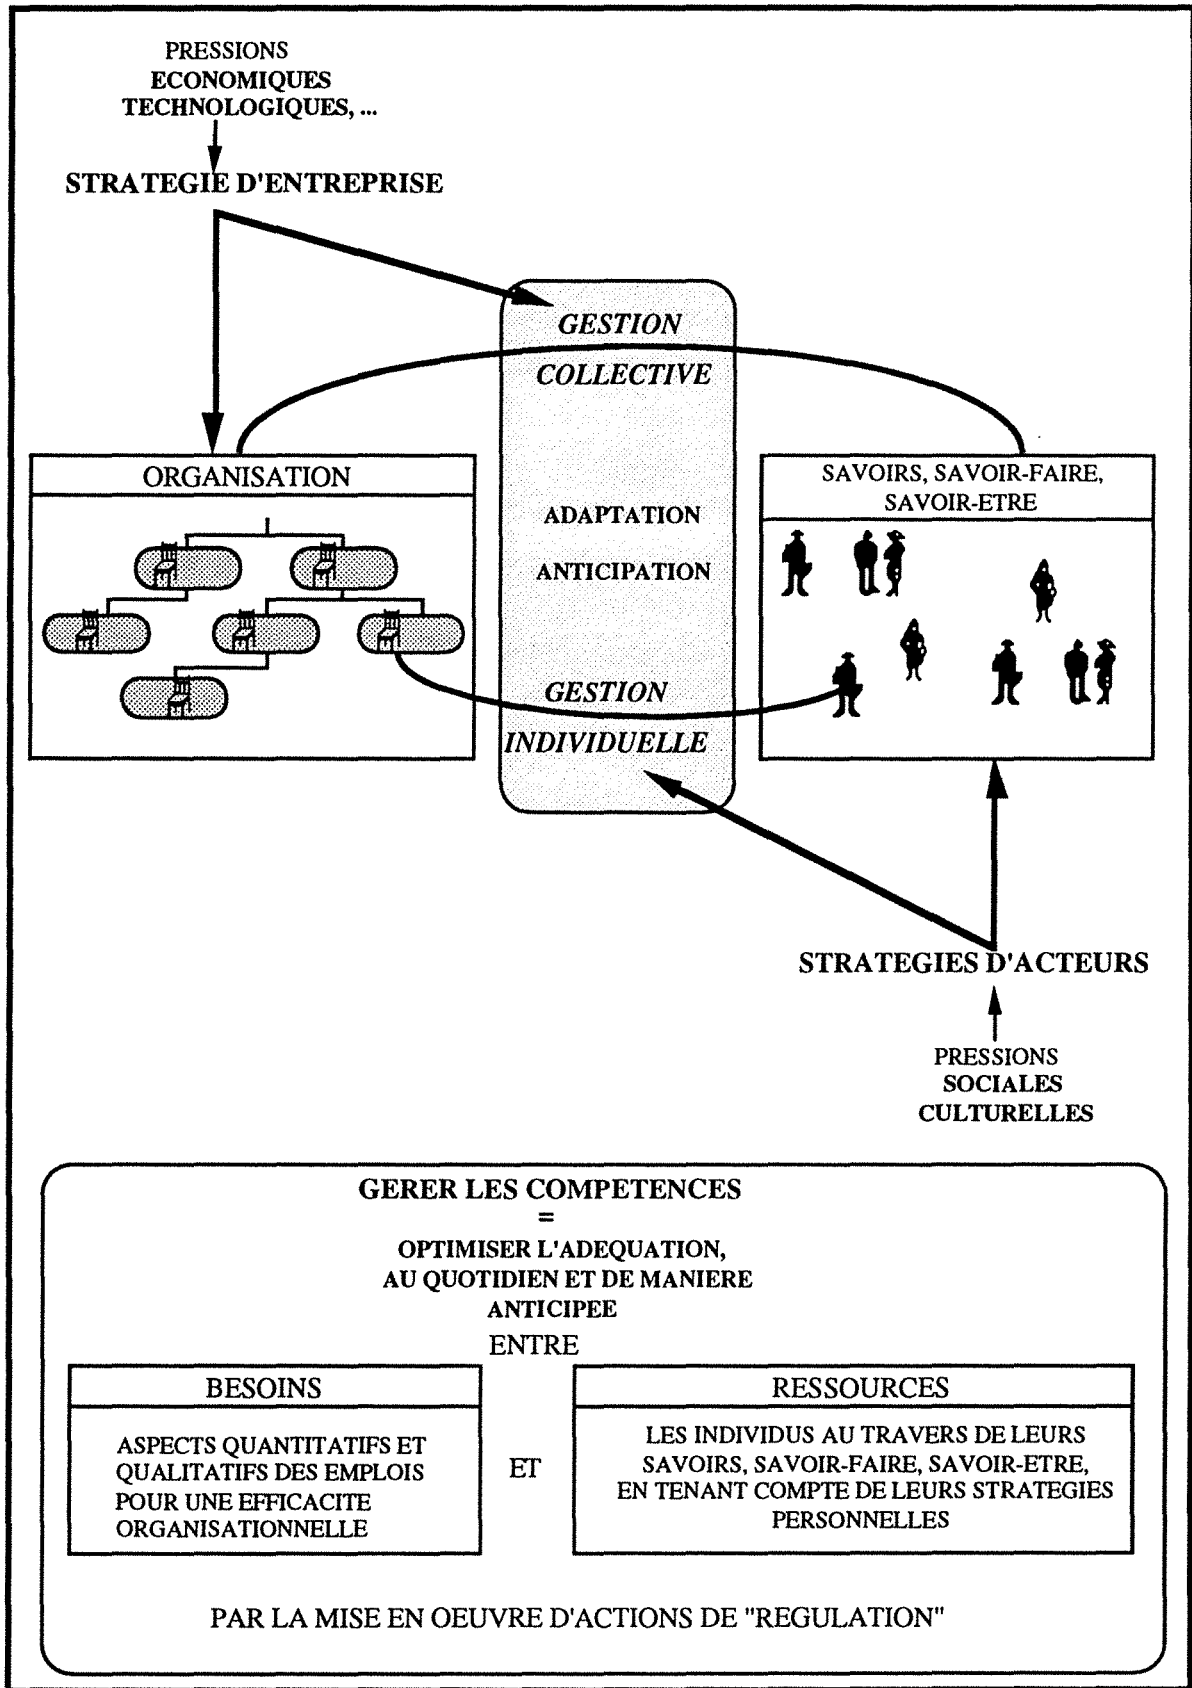 PRESSIONS
ECONOMIQUES
TECHNOLOGIQUES, ...
STRATEGIE D'ENTREPRISE
GESTION
COLLECTIVE
ORGANISATION
ADAPTATION
ANTICIPATION
SAVOIRS, SAVOIR-FAIRE,
SAVOIR-ETRE
GESTION
INDIVIDUELLE
STRATEGIES D'ACTEURS
PRESSIONS
SOCIALES
CULTURELLES
GERER LES COMPETENCES
=
OPTIMISER L'ADEQUATION,
AU QUOTIDIEN ET DE MANIERE
ANTICIPEE
ENTRE
BESOINS
ASPECTS QUANTITATIFS ET
QUALITATIFS DES EMPLOIS
POUR UNE EFFICACITE
ORGANISATIONNELLE
ET
RESSOURCES
LES INDIVIDUS AU TRAVERS DE LEURS
SAVOIRS, SAVOIR-FAIRE, SAVOIR-ETRE,
EN TENANT COMPTE DE LEURS STRATEGIES
PERSONNELLES
PAR LA MISE EN OEUVRE D'ACTIONS DE "REGULATION"